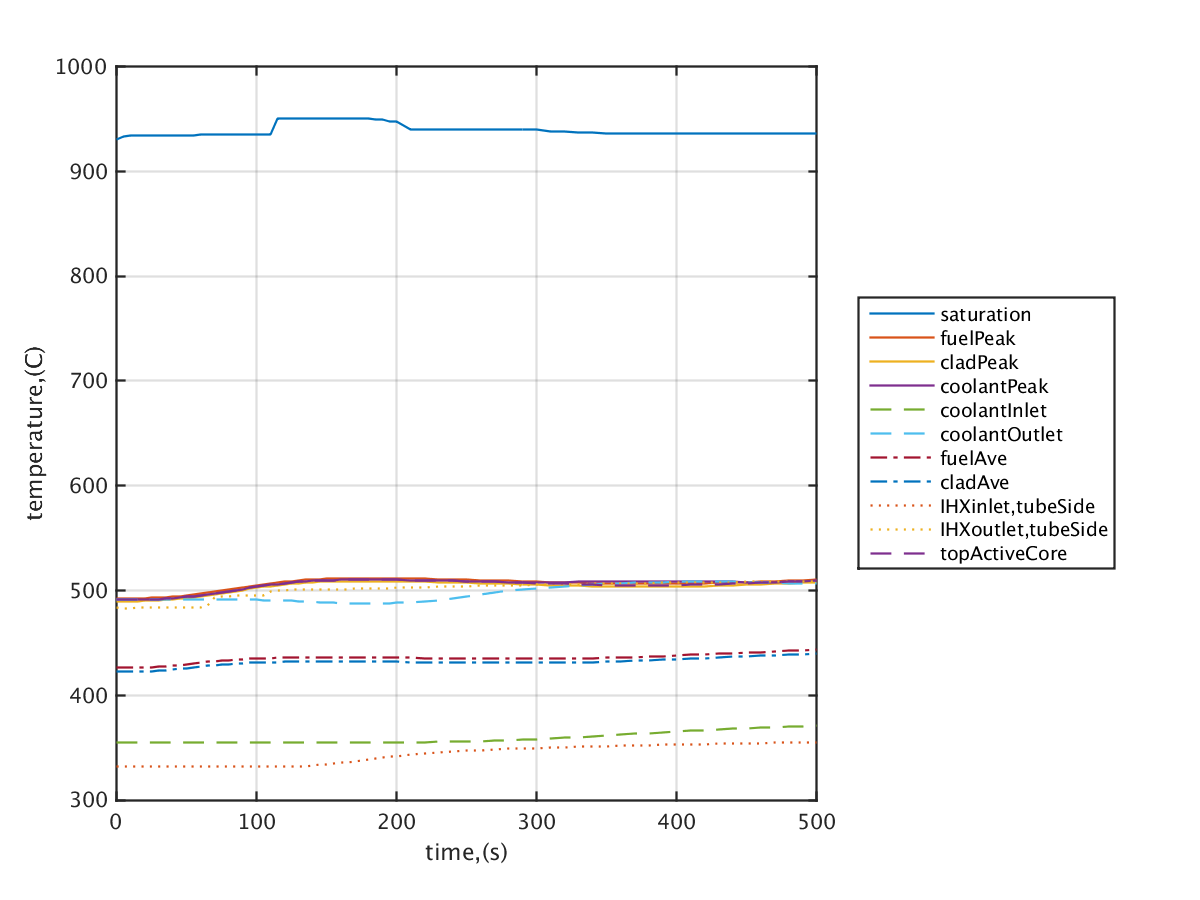 1000
900
800
700
600
500
400
300
temperature,(C)
0 100 200 300 400 500
time,(s)
saturation
fuelPeak
cladPeak
coolantPeak
coolantInlet
coolantOutlet
fuelAve
cladAve
IHXinlet,tubeSide
IHXoutlet,tubeSide
topActiveCore